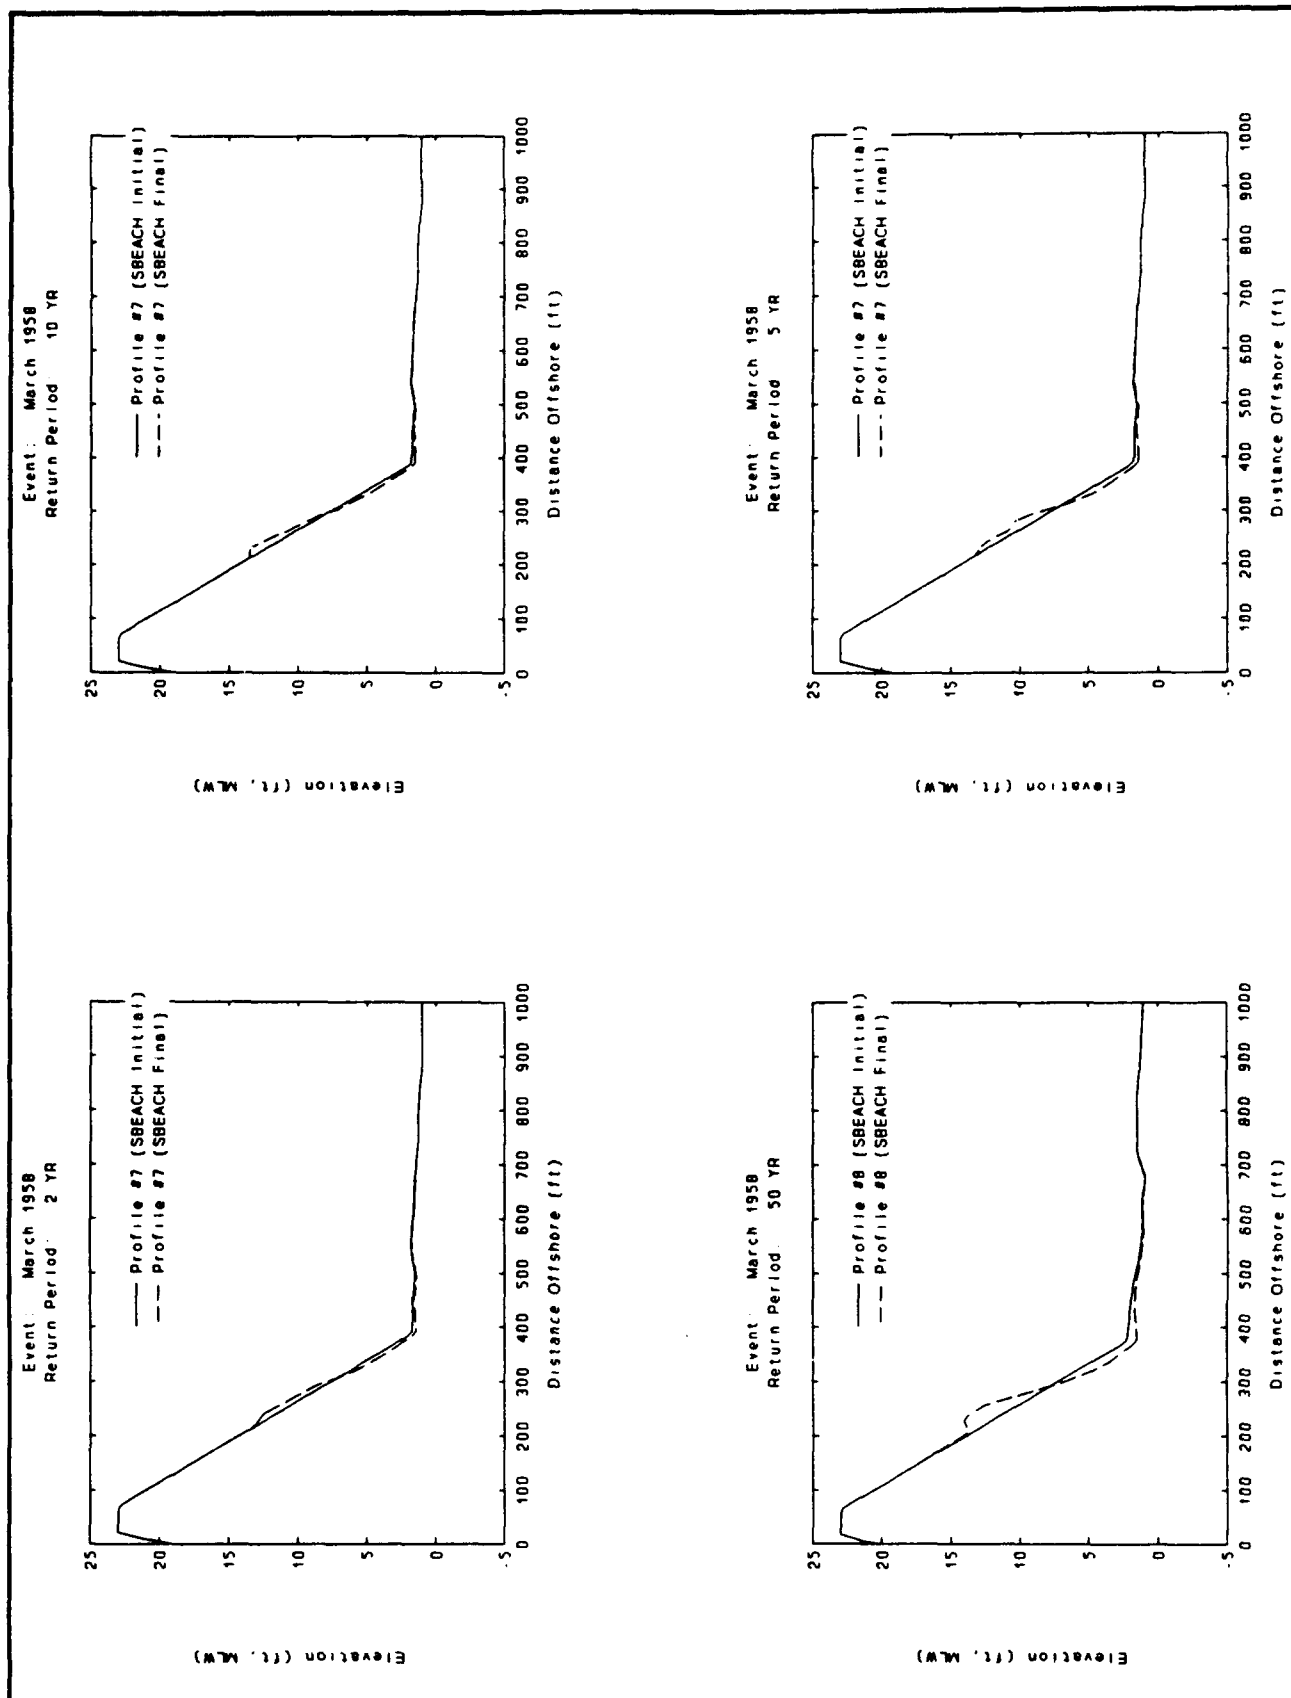 Event: March 1958
Return Period 2 YR
Profile #7 (SBEACH Initial)
Profile #7 (SBEACH Final)
Elevation (ft, MLW)
25
20
15
10
5
0
-5
0 100 200 300 400 500 600 700 800 900 1000
Distance Offshore (ft)
Event: March 1958
Return Period 10 YR
Profile #7 (SBEACH Initial)
Profile #7 (SBEACH Final)
Elevation (ft, MLW)
25
20
15
10
5
0
-5
0 100 200 300 400 500 600 700 800 900 1000
Distance Offshore (ft)
Event: March 1958
Return Period 50 YR
Profile #8 (SBEACH Initial)
Profile #8 (SBEACH Final)
Elevation (ft, MLW)
25
20
15
10
5
0
-5
0 100 200 300 400 500 600 700 800 900 1000
Distance Offshore (ft)
Event: March 1958
Return Period 5 YR
Profile #7 (SBEACH Initial)
Profile #7 (SBEACH Final)
Elevation (ft, MLW)
25
20
15
10
5
0
-5
0 100 200 300 400 500 600 700 800 900 1000
Distance Offshore (ft)